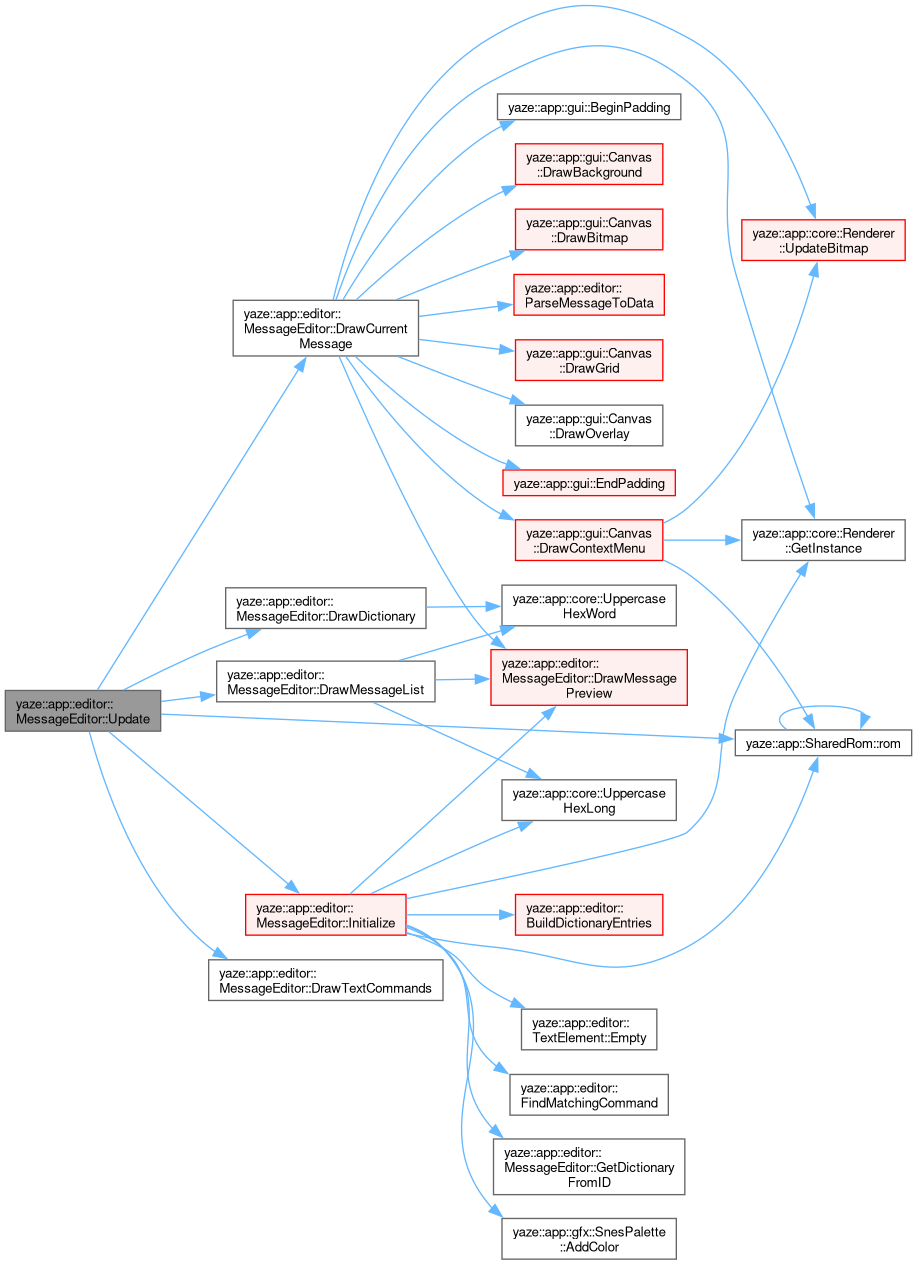 yaze::app::editor::
MessageEditor::Update
yaze::app::editor::
MessageEditor::DrawCurrent
Message
yaze::app::editor::
MessageEditor::DrawDictionary
yaze::app::editor::
MessageEditor::DrawMessageList
yaze::app::editor::
MessageEditor::Initialize
yaze::app::editor::
MessageEditor::DrawTextCommands
yaze::app::gui::BeginPadding
yaze::app::gui::Canvas
::DrawBackground
yaze::app::gui::Canvas
::DrawBitmap
yaze::app::editor::
ParseMessageToData
yaze::app::gui::Canvas
::DrawGrid
yaze::app::gui::Canvas
::DrawOverlay
yaze::app::gui::EndPadding
yaze::app::gui::Canvas
::DrawContextMenu
yaze::app::core::Uppercase
HexWord
yaze::app::editor::
MessageEditor::DrawMessage
Preview
yaze::app::core::Uppercase
HexLong
yaze::app::editor::
BuildDictionaryEntries
yaze::app::editor::
TextElement::Empty
yaze::app::editor::
FindMatchingCommand
yaze::app::editor::
MessageEditor::GetDictionary
FromID
yaze::app::gfx::SnesPalette
::AddColor
yaze::app::core::Renderer
::UpdateBitmap
yaze::app::core::Renderer
::GetInstance
yaze::app::SharedRom::rom